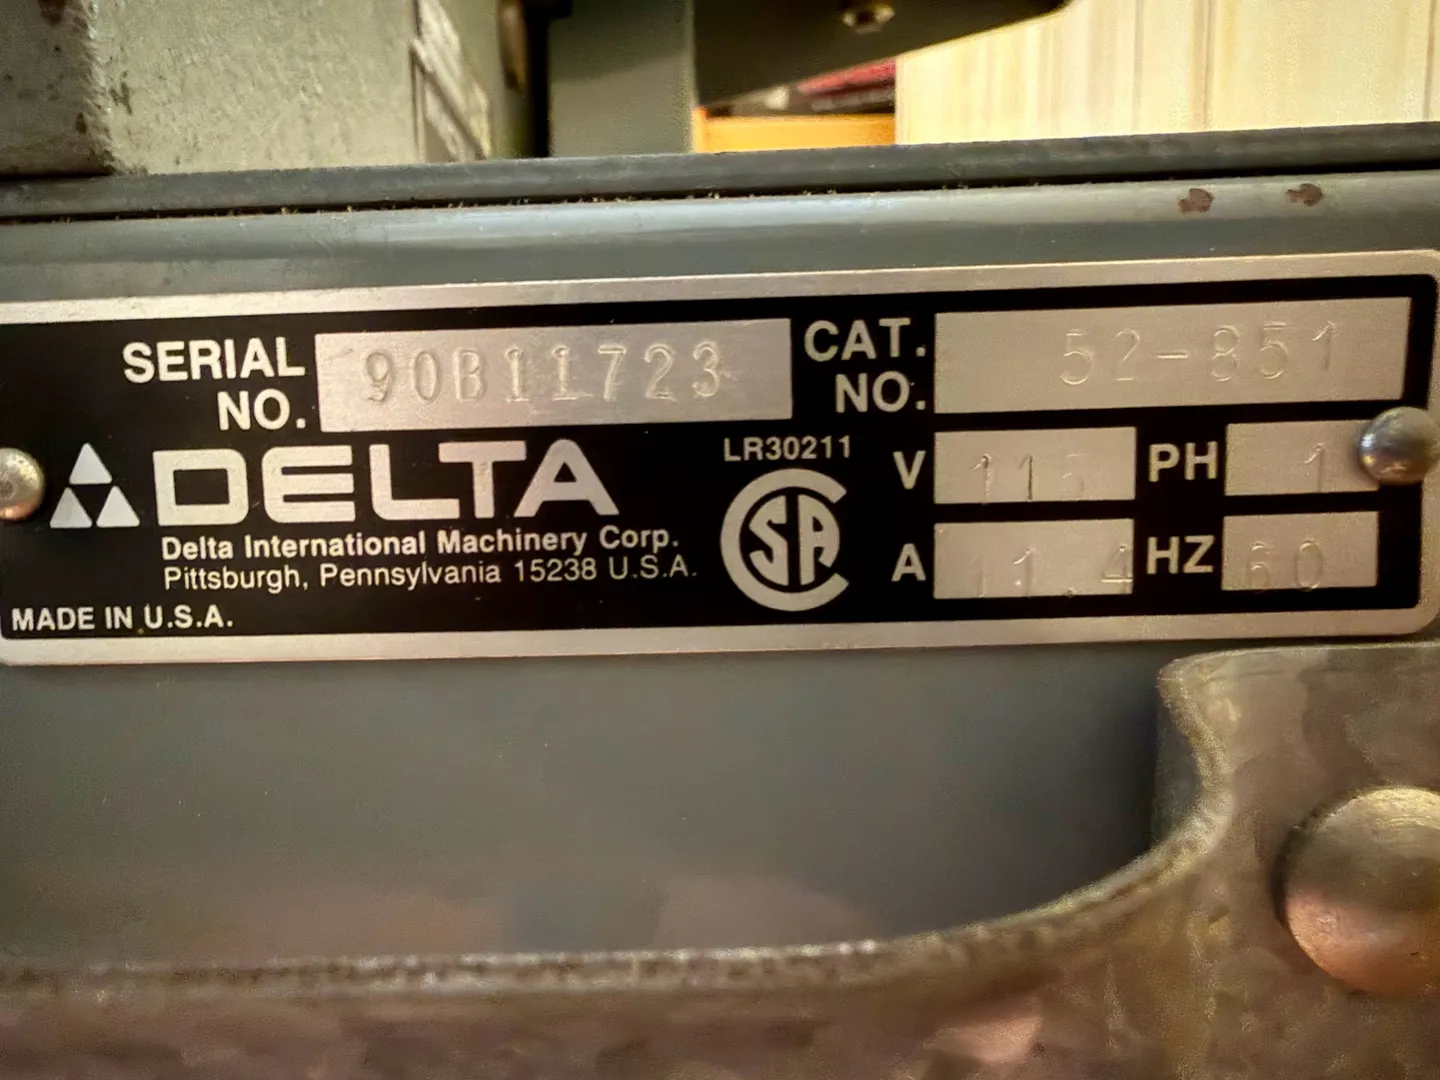 SERIAL NO. 90B11723
CAT. NO. 52-851
DELTA
LR30211
V 115 PH 1
SA
A 11.4 HZ 60
Delta International Machinery Corp.
Pittsburgh, Pennsylvania 15238 U.S.A.
MADE IN U.S.A.